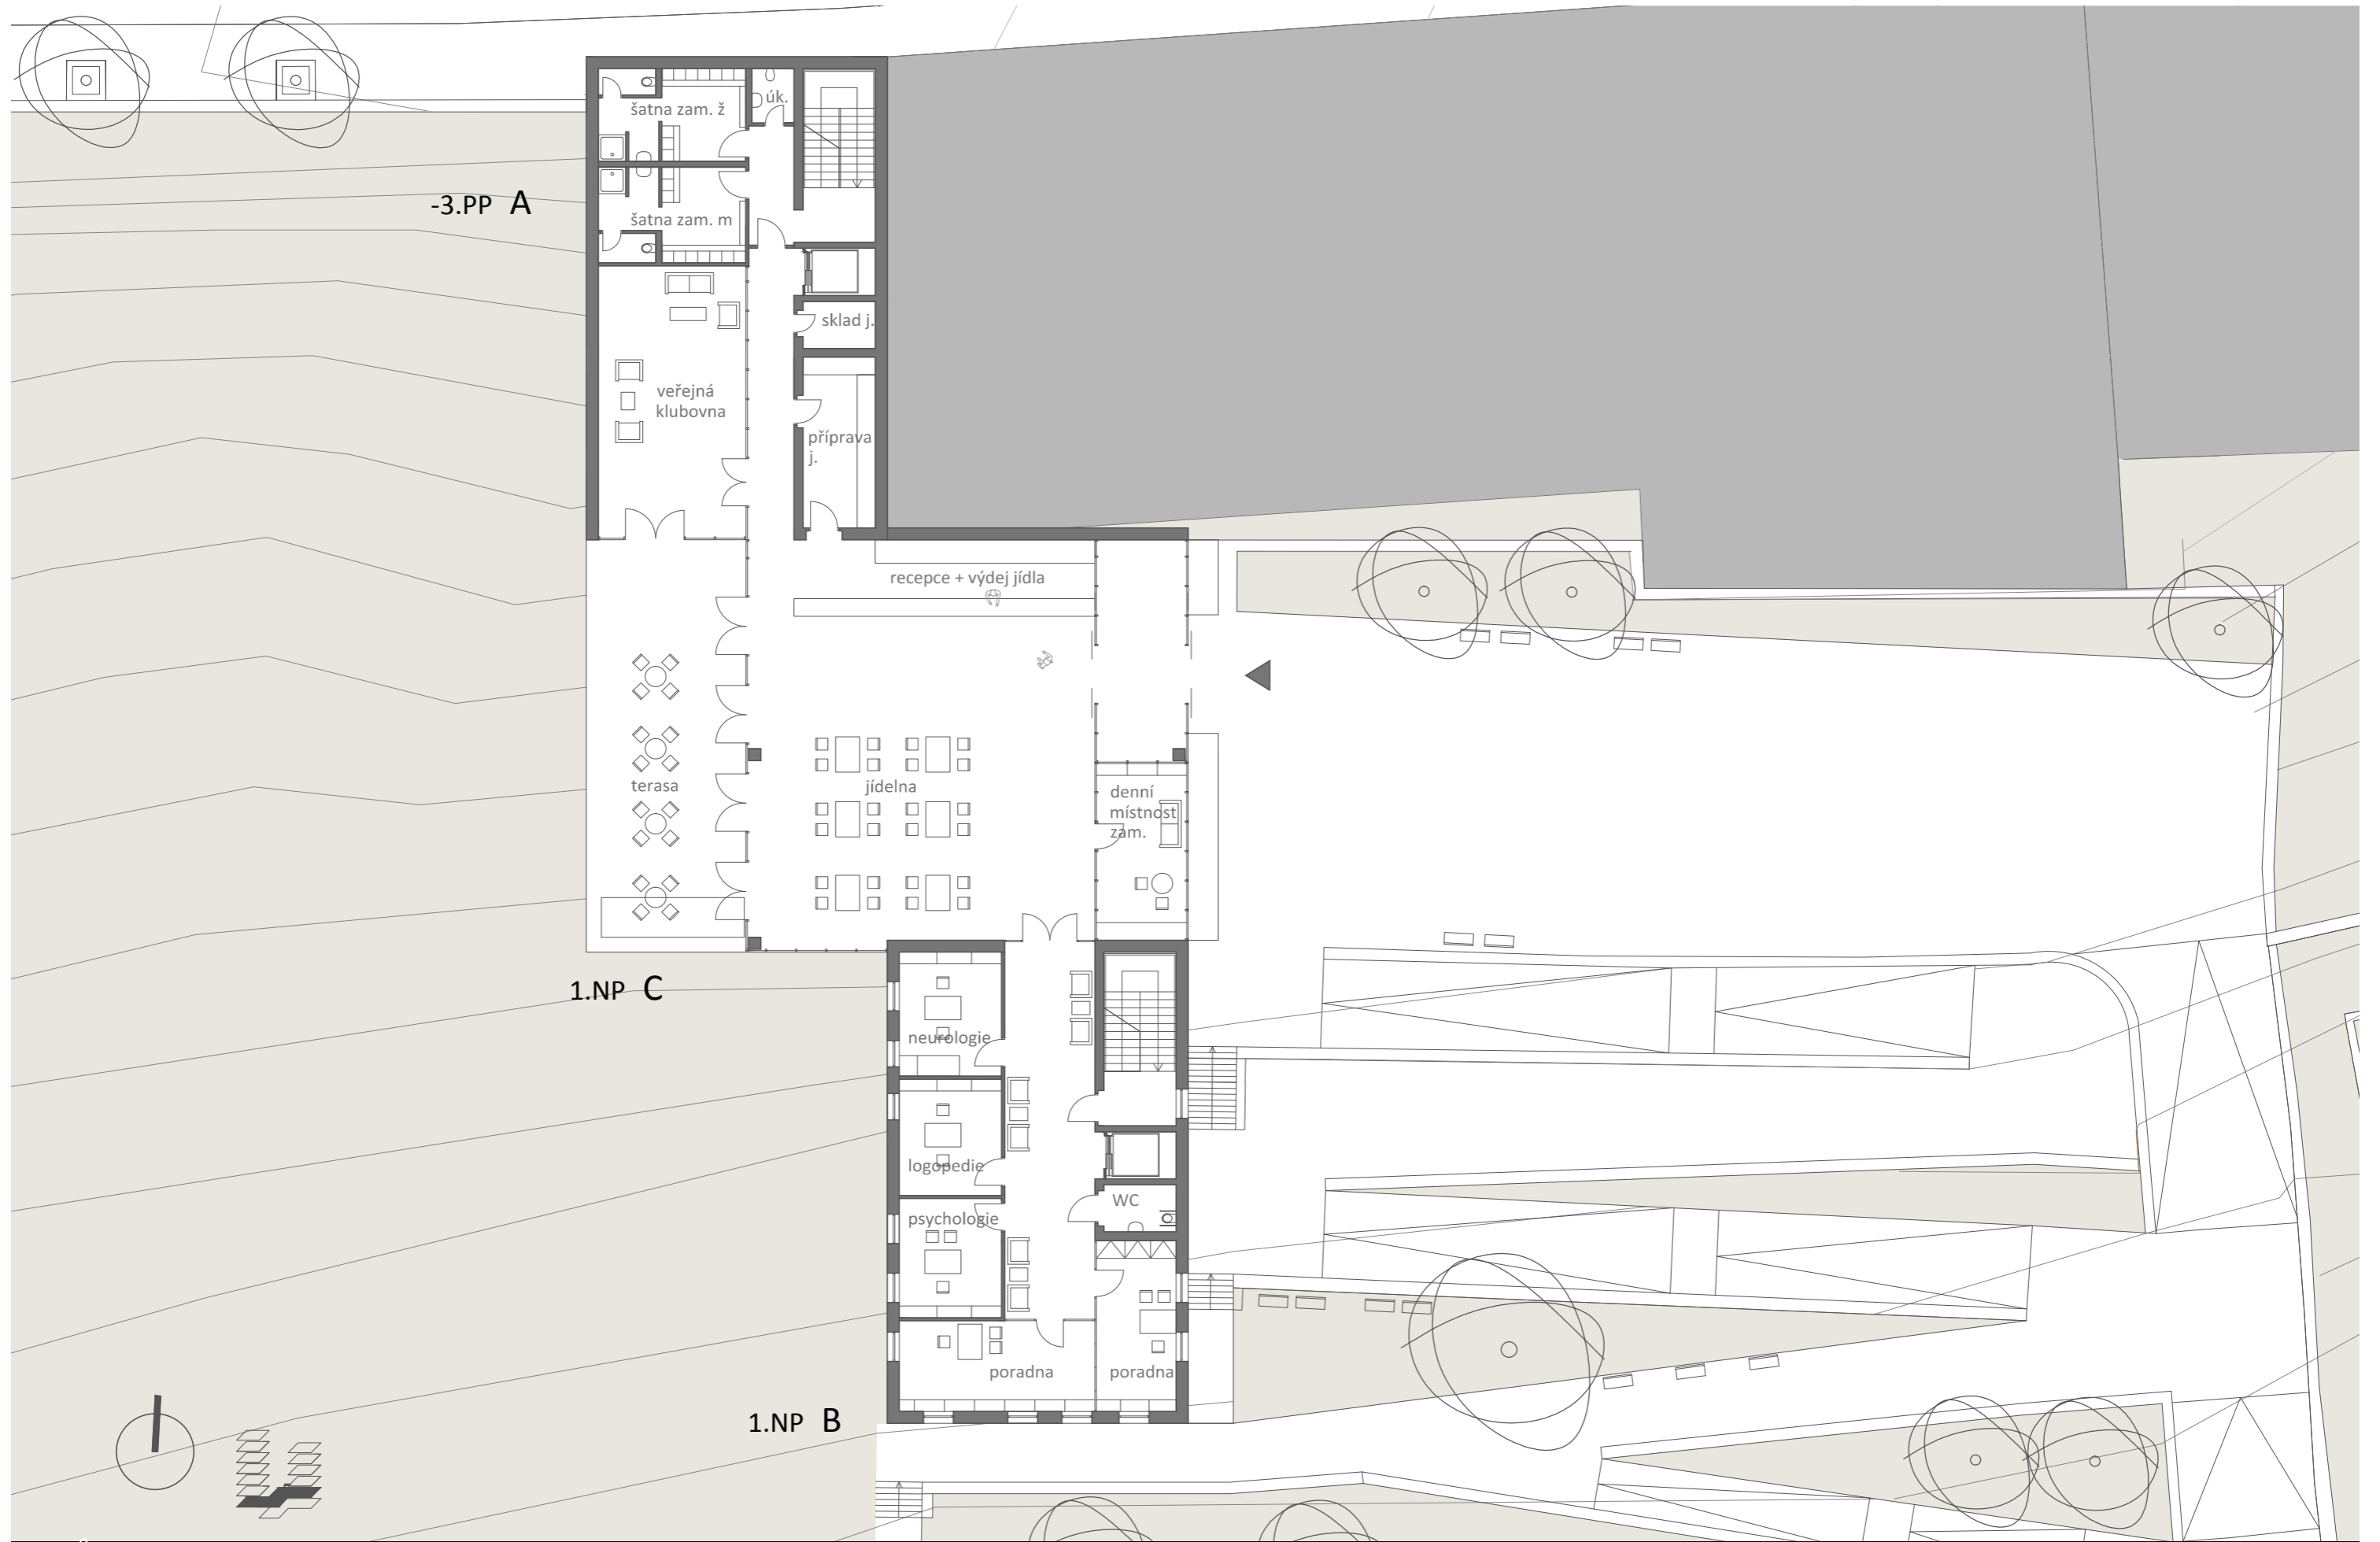 šatna zam. ž
úk.
-3.PP A
šatna zam. m
sklad j.
veřejná
klubovna
příprava
j.
recepce + výdej jídla
terasa
jídelna
denní
místnost
zam.
1.NP C
neurologie
logopedie
psychologie
WC
poradna
poradna
1.NP B